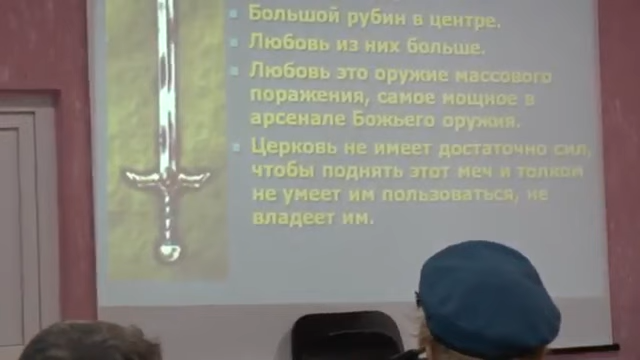 Большой рубин в центре.
Любовь из них больше.
Любовь это оружие массового
поражения, самое мощное в
арсенале Божьего оружия.
Церковь не имеет достаточно сил,
чтобы поднять этот меч и толком
не умеет им пользоваться, не
владеет им.